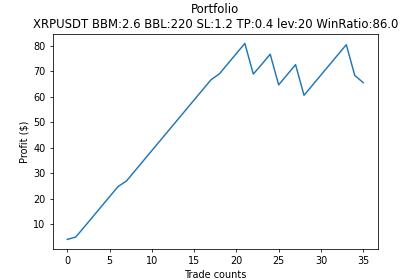 Portfolio
XRPUSDT BBM:2.6 BBL:220 SL:1.2 TP:0.4 lev:20 WinRatio:86.0
80
70
60
50
40
30
20
10
Profit ($)
0 5 10 15 20 25 30 35
Trade counts